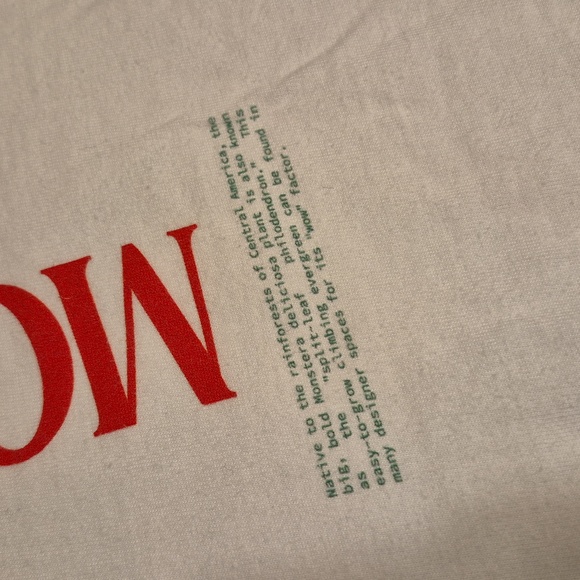 OW
Native to the rainforests of Central America, the
big, bold Monstera deliciosa plant is also known
as the "split-leaf philodendron." This
easy-to-grow climbing evergreen can be found in
many designer spaces for its "WOW" factor.